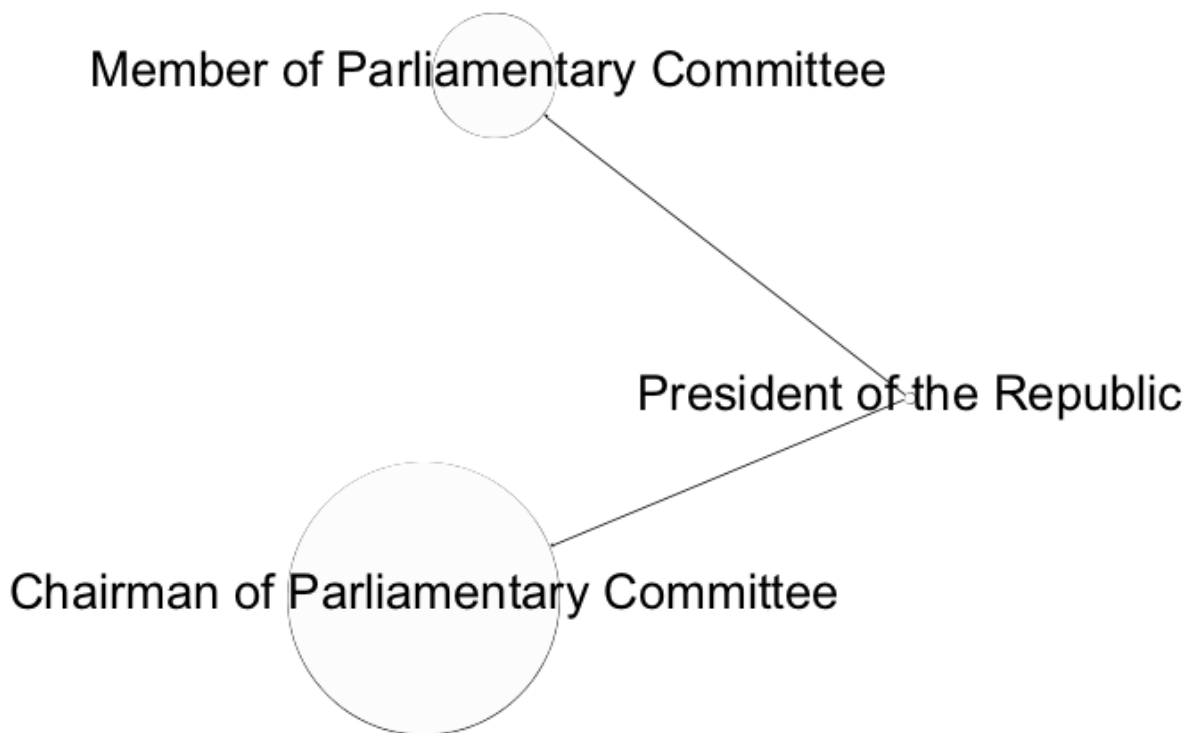 Member of Parliamentary Committee
President of the Republic
Chairman of Parliamentary Committee